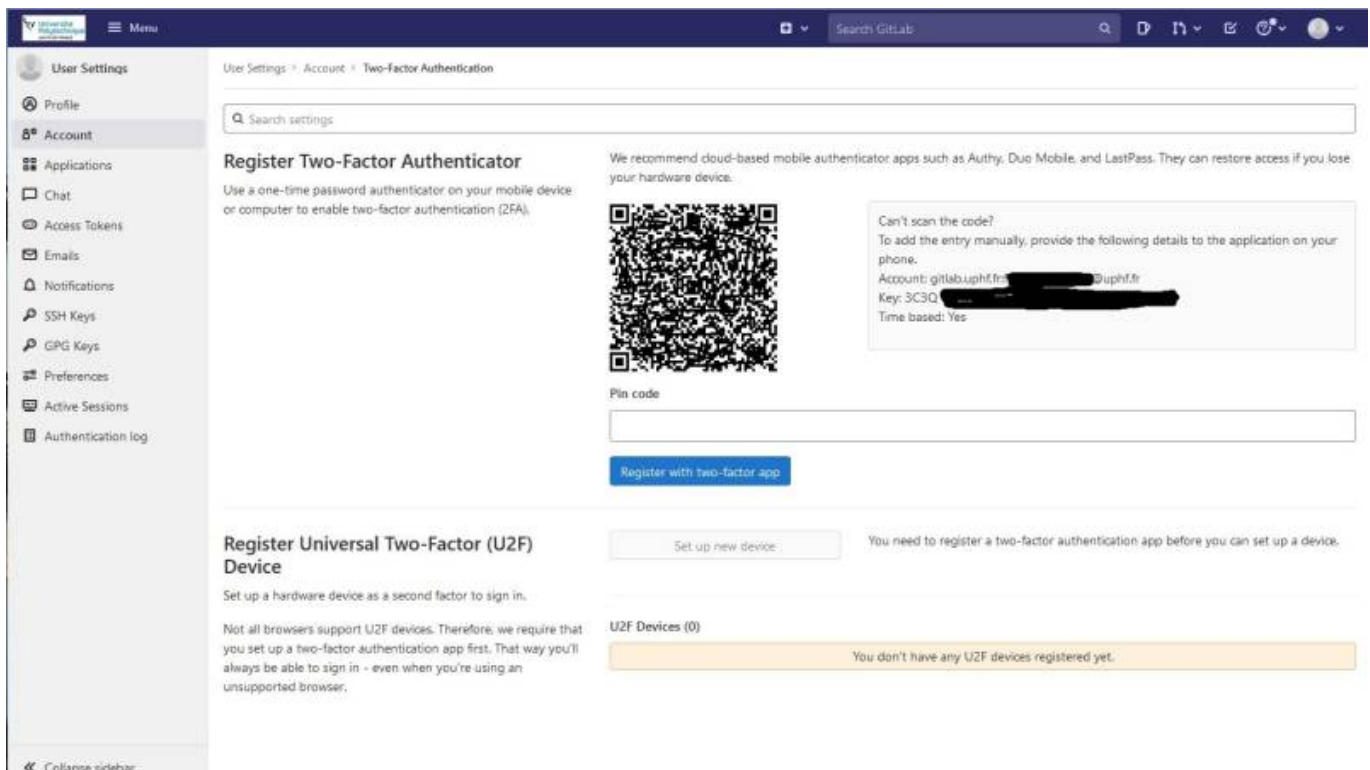 Université
Polytechnique
Menu
Search GitLab
User Settings
Profile
Account
Applications
Chat
Access Tokens
Emails
Notifications
SSH Keys
GPG Keys
Preferences
Active Sessions
Authentication log
Collapse sidebar
User Settings > Account > Two-Factor Authentication
Search settings
Register Two-Factor Authenticator
Use a one-time password authenticator on your mobile device
or computer to enable two-factor authentication (2FA).
We recommend cloud-based mobile authenticator apps such as Authy, Duo Mobile, and LastPass. They can restore access if you lose
your hardware device.
Can't scan the code?
To add the entry manually, provide the following details to the application on your
phone.
Account: gitlab.uphf.fr: @uphf.fr
Key: 3C3Q
Time based: Yes
Pin code
Register with two-factor app
Register Universal Two-Factor (U2F)
Device
Set up a hardware device as a second factor to sign in.
Not all browsers support U2F devices. Therefore, we require that
you set up a two-factor authentication app first. That way you'll
always be able to sign in - even when you're using an
unsupported browser.
Set up new device
You need to register a two-factor authentication app before you can set up a device.
U2F Devices (0)
You don't have any U2F devices registered yet.